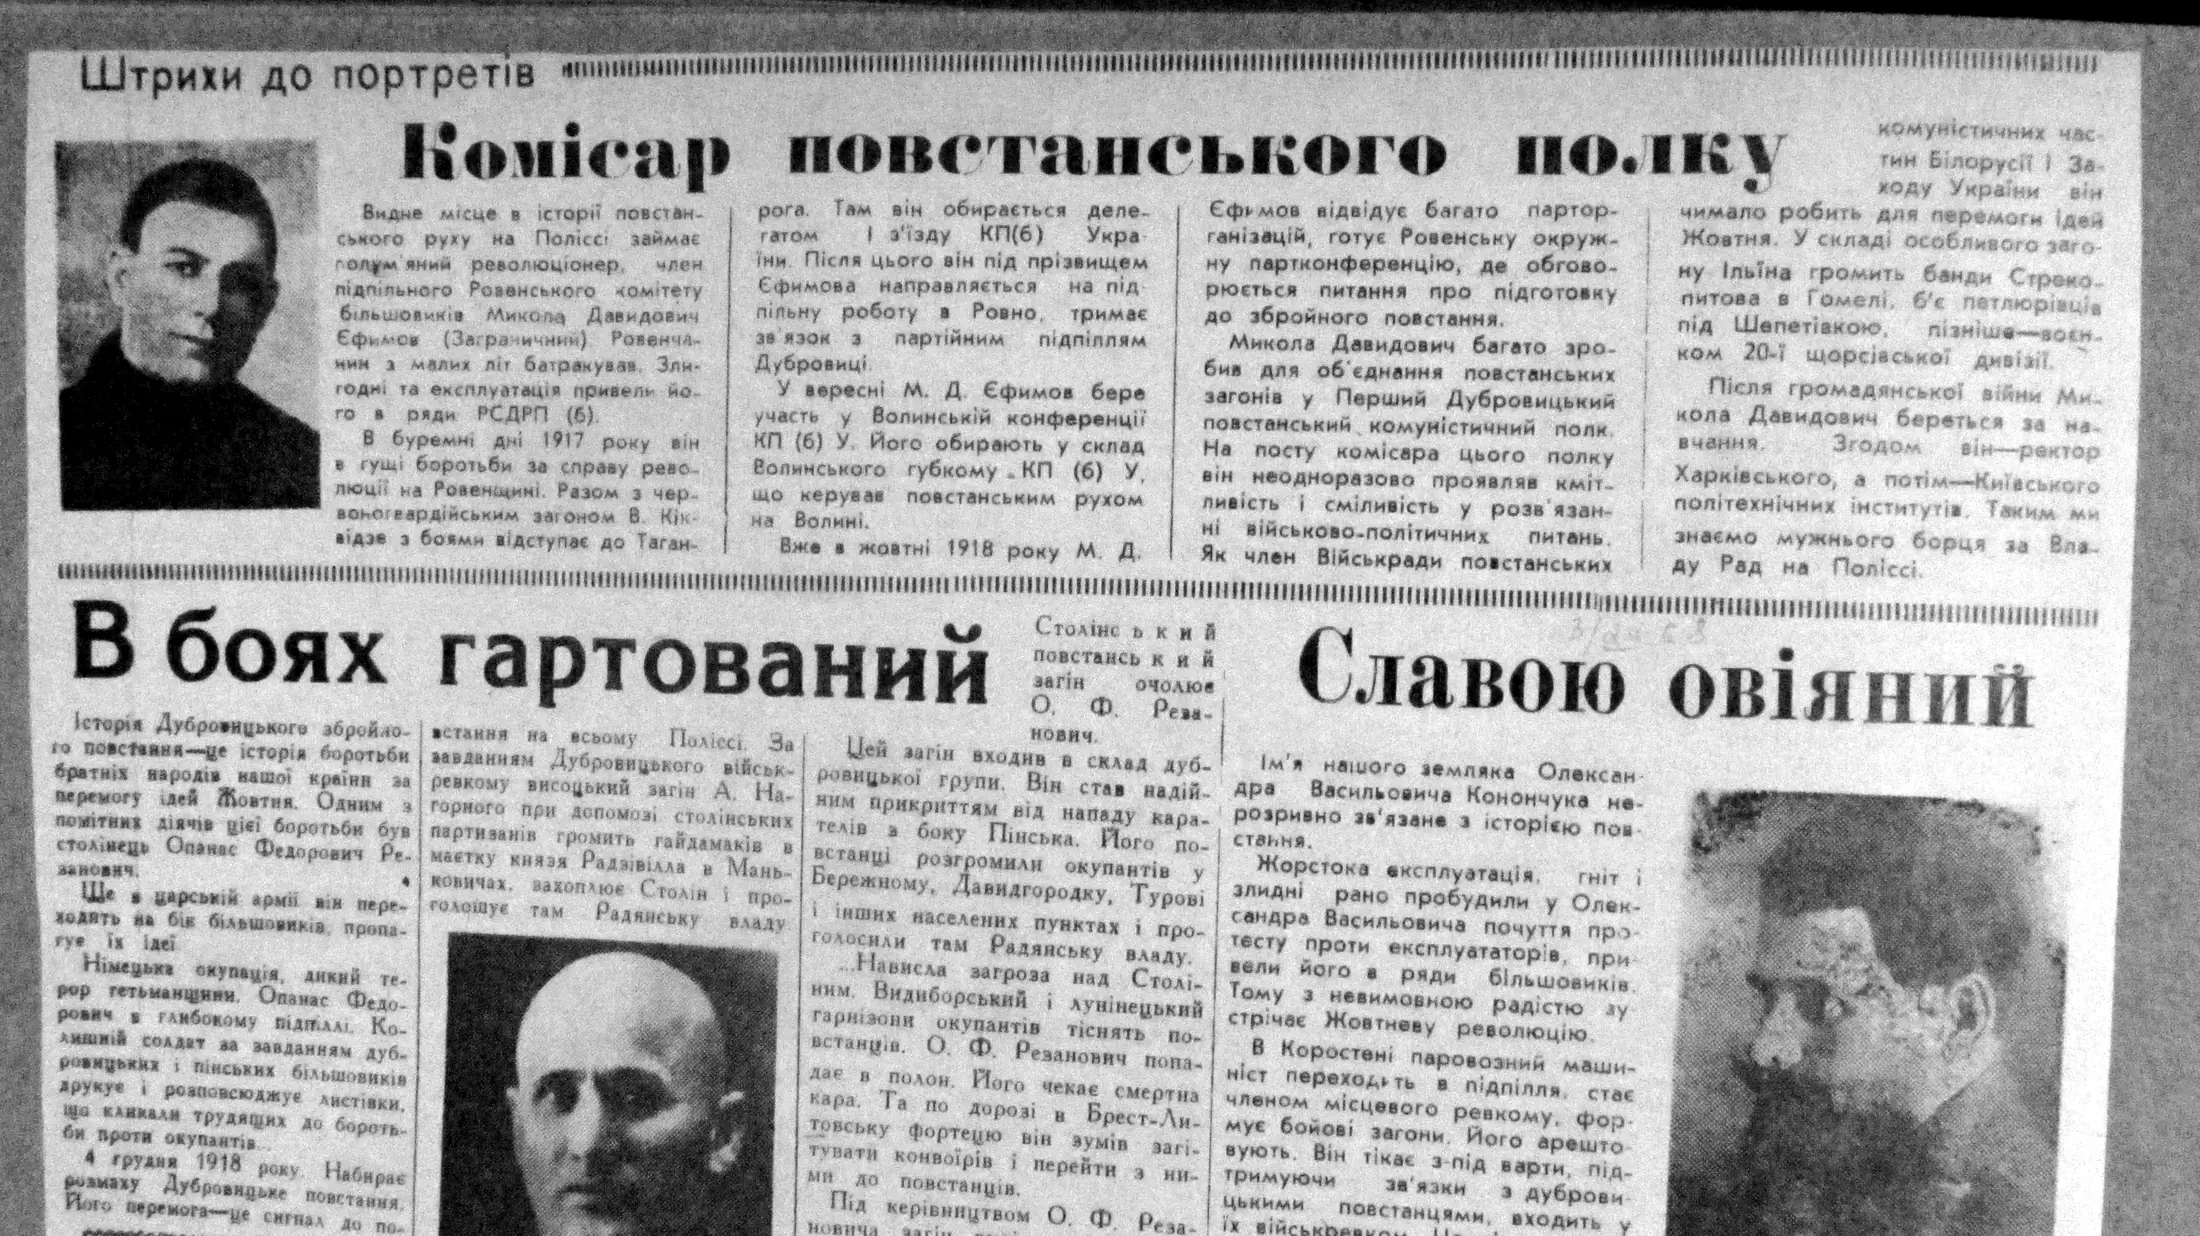 Штрихи до портретів
Комісар повстанського полку
Видне місце в історії повстан-
ського руху на Поліссі займає
полум'яний революціонер, член
підпільного Ровенського комітету
більшовиків Микола Давидович
Єфимов (Заграничний). Ровенча-
нин з малих літ батракував. Зли-
годні та експлуатація привели йо-
го в ряди РСДРП (б).
В буремні дні 1917 року він
в гущі боротьби за справу рево-
люції на Ровенщині. Разом з чер-
воногвардійським загоном В. Кік-
відзе з боями відступає до Таган-
рога. Там він обирається деле-
гатом І з'їзду КП(б) Укра-
їни. Після цього він під прізвищем
Єфимова направляється на під-
пільну роботу в Ровно, тримає
зв'язок з партійним підпіллям
Дубровиці.
У вересні М. Д. Єфимов бере
участь у Волинській конференції
КП (б) У. Його обирають у склад
Волинського губкому КП (б) У,
що керував повстанським рухом
на Волині.
Вже в жовтні 1918 року М. Д.
Єфимов відвідує багато партор-
ганізацій, готує Ровенську окруж-
ну партконференцію, де обгово-
рюється питання про підготовку
до збройного повстання.
Микола Давидович багато зро-
бив для об'єднання повстанських
загонів у Перший Дубровицький
повстанський комуністичний полк.
На посту комісара цього полку
він неодноразово проявляв кміт-
ливість і сміливість у розв'язан-
ні військово-політичних питань.
Як член Військради повстанських
комуністичних час-
тин Білорусії і За-
ходу України він
чимало робить для перемоги ідей
Жовтня. У складі особливого заго-
ну Ільїна громить банди Стреко-
питова в Гомелі, б'є петлюрівців
під Шепетівкою, пізніше—воєн-
ком 20-ї щорсівської дивізії.
Після громадянської війни Ми-
кола Давидович береться за на-
вчання. Згодом він—ректор
Харківського, а потім—Київського
політехнічних інститутів. Таким ми
знаємо мужнього борця за Вла-
ду Рад на Поліссі.
В боях гартований
Історія Дубровицького збройно-
го повстання—це історія боротьби
братніх народів нашої країни за
перемогу ідей Жовтня. Одним з
помітних діячів цієї боротьби був
столінець Опанас Федорович Ре-
занович.
Ще в царській армії він пере-
ходить на бік більшовиків, пропа-
гує їх ідеї.
Німецька окупація, дикий те-
рор гетьманщини. Опанас Федо-
рович в глибокому підпіллі. Ко-
лишній солдат за завданням дуб-
ровицьких і пінських більшовиків
друкує і розповсюджує листівки,
що кликали трудящих до бороть-
би проти окупантів...
4 грудня 1918 року. Набирає
розмаху Дубровицьке повстання.
Його перемога—це сигнал до по-
встання на всьому Поліссі. За
завданням Дубровицького військ-
ревкому висоцький загін А. На-
горного при допомозі столінських
партизанів громить гайдамаків в
маєтку князя Радзівілла в Мань-
ковичах, захоплює Столін і про-
голошує там Радянську владу
Столінс ь к и й
повстансь к и й
загін очолює
О. Ф. Реза-
нович.
Цей загін входив в склад дуб-
ровицької групи. Він став надій-
ним прикриттям від нападу кара-
телів з боку Пінська. Його по-
встанці розгромили окупантів у
Бережному, Давидгородку, Турові
і інших населених пунктах і про-
голосили там Радянську владу.
...Нависла загроза над Столі-
ним. Видиборський і лунінецький
гарнізони окупантів тіснять по-
встанців. О. Ф. Резанович попа-
дає в полон. Його чекає смертна
кара. Та по дорозі в Брест-Ли-
товську фортецю він зумів загі-
тувати конвоїрів і перейти з ни-
ми до повстанців.
Під керівництвом О. Ф. Реза-
новича загін
Славою овіяний
Ім'я нашого земляка Олексан-
дра Васильовича Конончука не-
розривно зв'язане з історією пов-
стання.
Жорстока експлуатація, гніт і
злидні рано пробудили у Олек-
сандра Васильовича почуття про-
тесту проти експлуататорів, при-
вели його в ряди більшовиків.
Тому з невимовною радістю зу-
стрічає Жовтневу революцію.
В Коростені паровозний маши-
ніст переходить в підпілля, стає
членом місцевого ревкому, фор-
мує бойові загони. Його арешто-
вують. Він тікає з-під варти, під-
тримуючи зв'язки з дуброви-
цькими повстанцями, входить у
їх військревком.